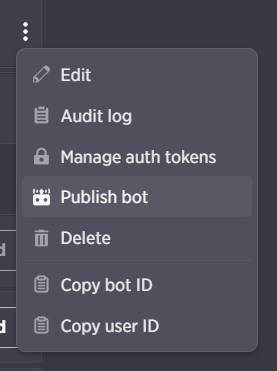 Edit
Audit log
Manage auth tokens
Publish bot
Delete
d
Copy bot ID
d
Copy user ID